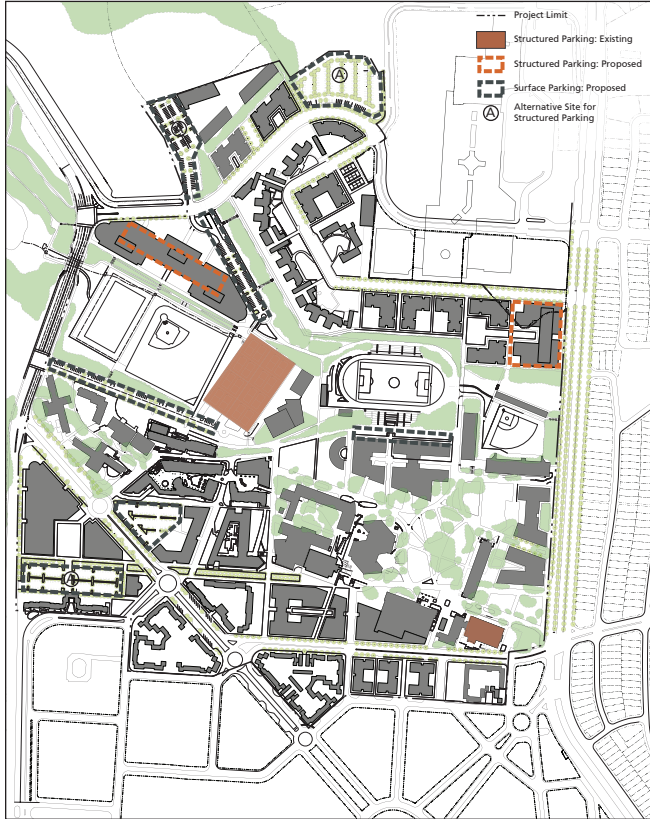 Project Limit
Structured Parking: Existing
Structured Parking: Proposed
Surface Parking: Proposed
A
Alternative Site for
Structured Parking
A
A
A